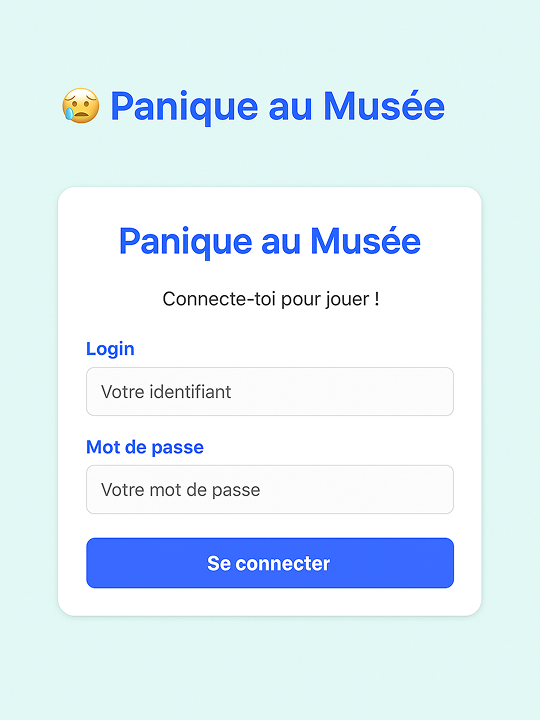 😥 Panique au Musée
Panique au Musée
Connecte-toi pour jouer !
Login
Votre identifiant
Mot de passe
Votre mot de passe
Se connecter